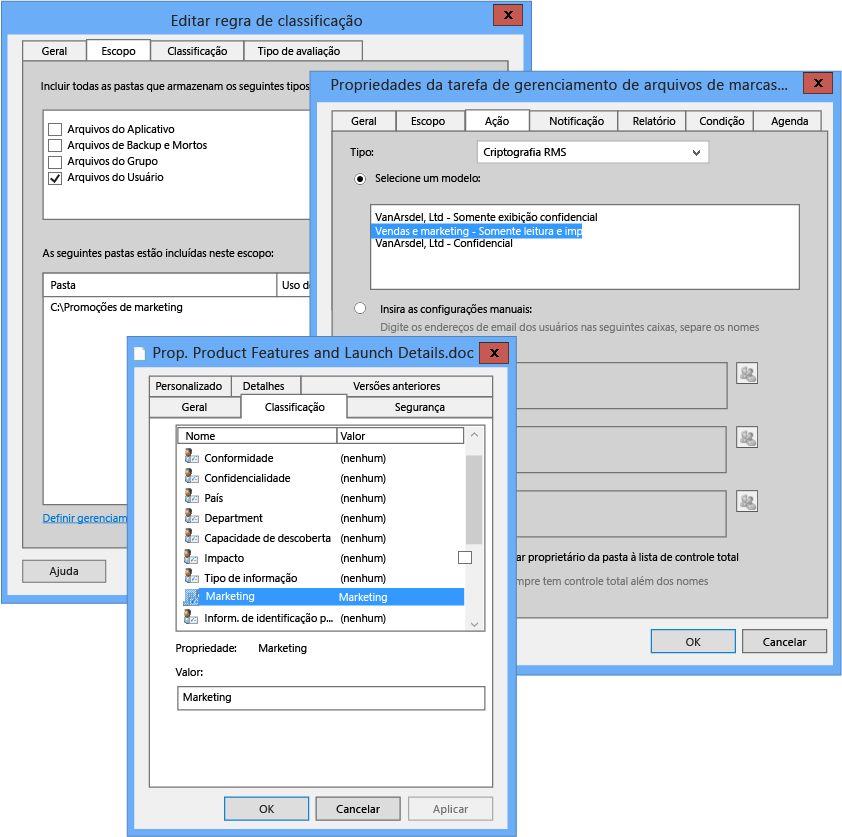 Editar regra de classificação
x
Geral
Escopo
Classificação
Tipo de avaliação
Incluir todas as pastas que armazenam os seguintes tipos
Arquivos do Aplicativo
Arquivos de Backup e Mortos
Arquivos do Grupo
Arquivos do Usuário
As seguintes pastas estão incluídas neste escopo:
Pasta
Uso d
C:\Promoções de marketing
Definir gerenciam
Ajuda
Propriedades da tarefa de gerenciamento de arquivos de marcas...
x
Geral
Escopo
Ação
Notificação
Relatório
Condição
Agenda
Tipo:
Criptografia RMS
Selecione um modelo:
VanArsdel, Ltd - Somente exibição confidencial
Vendas e marketing - Somente leitura e imp
VanArsdel, Ltd - Confidencial
Insira as configurações manuais:
Digite os endereços de email dos usuários nas seguintes caixas, separe os nomes
ar proprietário da pasta à lista de controle total
mpre tem controle total além dos nomes
OK
Cancelar
Prop. Product Features and Launch Details.doc
x
Personalizado
Detalhes
Versões anteriores
Geral
Classificação
Segurança
Nome
Valor
Conformidade (nenhum)
Confidencialidade (nenhum)
País (nenhum)
Department (nenhum)
Capacidade de descoberta (nenhum)
Impacto (nenhum)
Tipo de informação (nenhum)
Marketing Marketing
Inform. de identificação p... (nenhum)
Propriedade: Marketing
Valor:
Marketing
OK
Cancelar
Aplicar